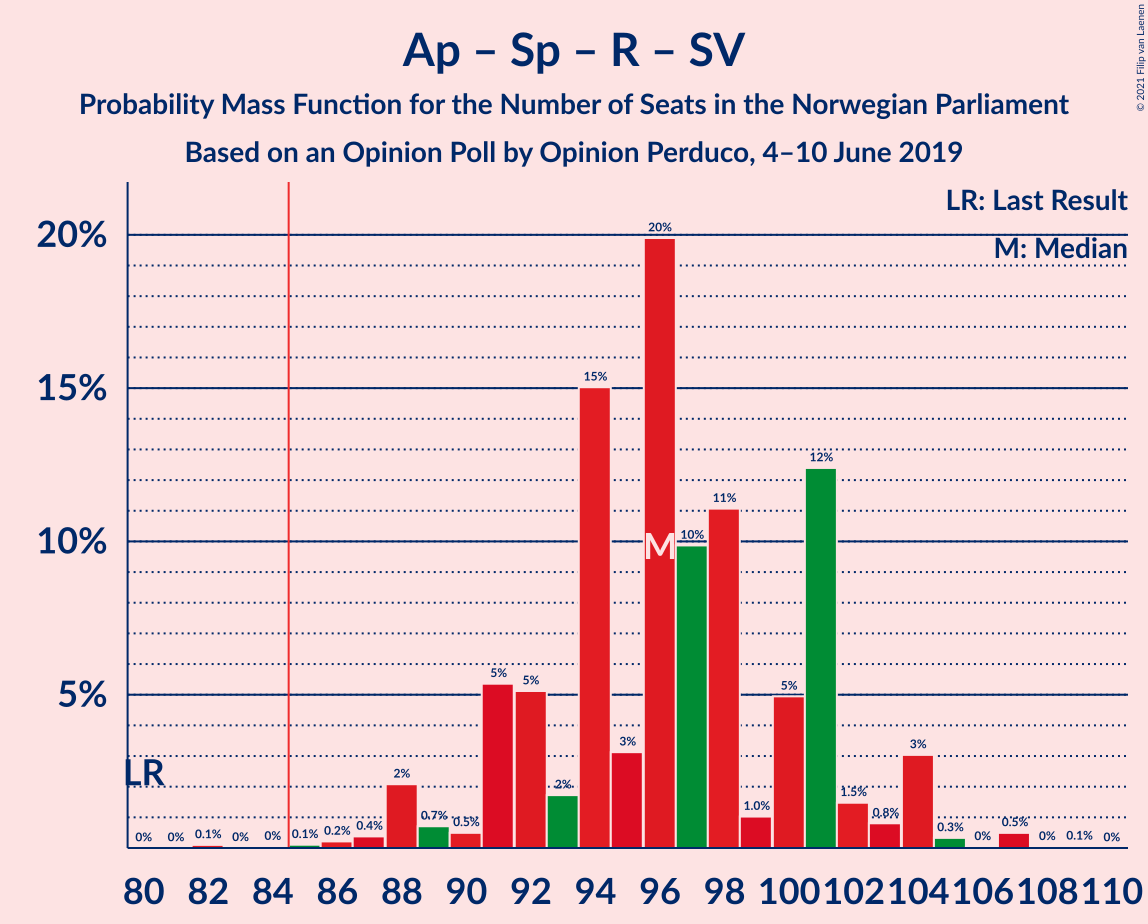 Ap – Sp – R – SV
Probability Mass Function for the Number of Seats in the Norwegian Parliament
Based on an Opinion Poll by Opinion Perduco, 4–10 June 2019
© 2021 Filip van Laenen
LR: Last Result
M: Median
20%
15%
10%
5%
LR
M
0% 0% 0.1% 0% 0% 0.1% 0.2% 0.4% 2% 0.7% 0.5% 5% 5% 2% 15% 3% 20% 10% 11% 1.0% 5% 12% 1.5% 0.8% 3% 0.3% 0% 0.5% 0% 0.1% 0%
80 82 84 86 88 90 92 94 96 98 100 102 104 106 108 110